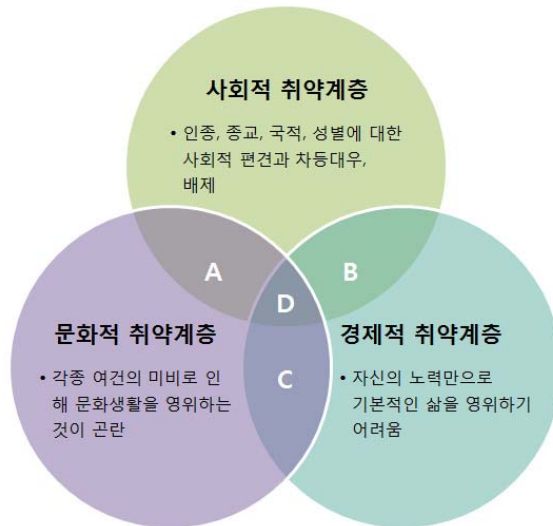 사회적 취약계층
• 인종, 종교, 국적, 성별에 대한
사회적 편견과 차등대우,
배제
A
B
D
문화적 취약계층
• 각종 여건의 미비로 인
해 문화생활을 영위하는
것이 곤란
C
경제적 취약계층
• 자신의 노력만으로
기본적인 삶을 영위하기
어려움